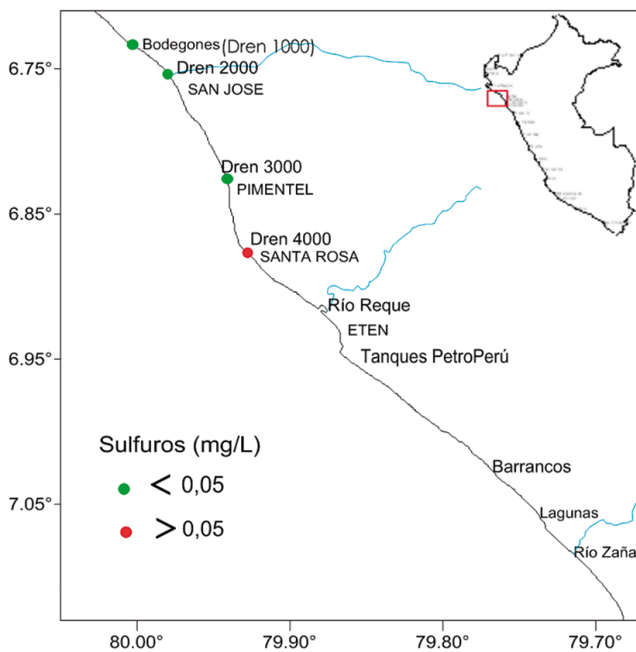 6.75°
6.85°
6.95°
7.05°
Bodegones (Dren 1000)
Dren 2000
SAN JOSE
Dren 3000
PIMENTEL
Dren 4000
SANTA ROSA
Río Reque
ETEN
Tanques PetroPerú
Barrancos
Lagunas
Río Zaña
Sulfuros (mg/L)
< 0,05
> 0,05
80.00°
79.90°
79.80°
79.70°